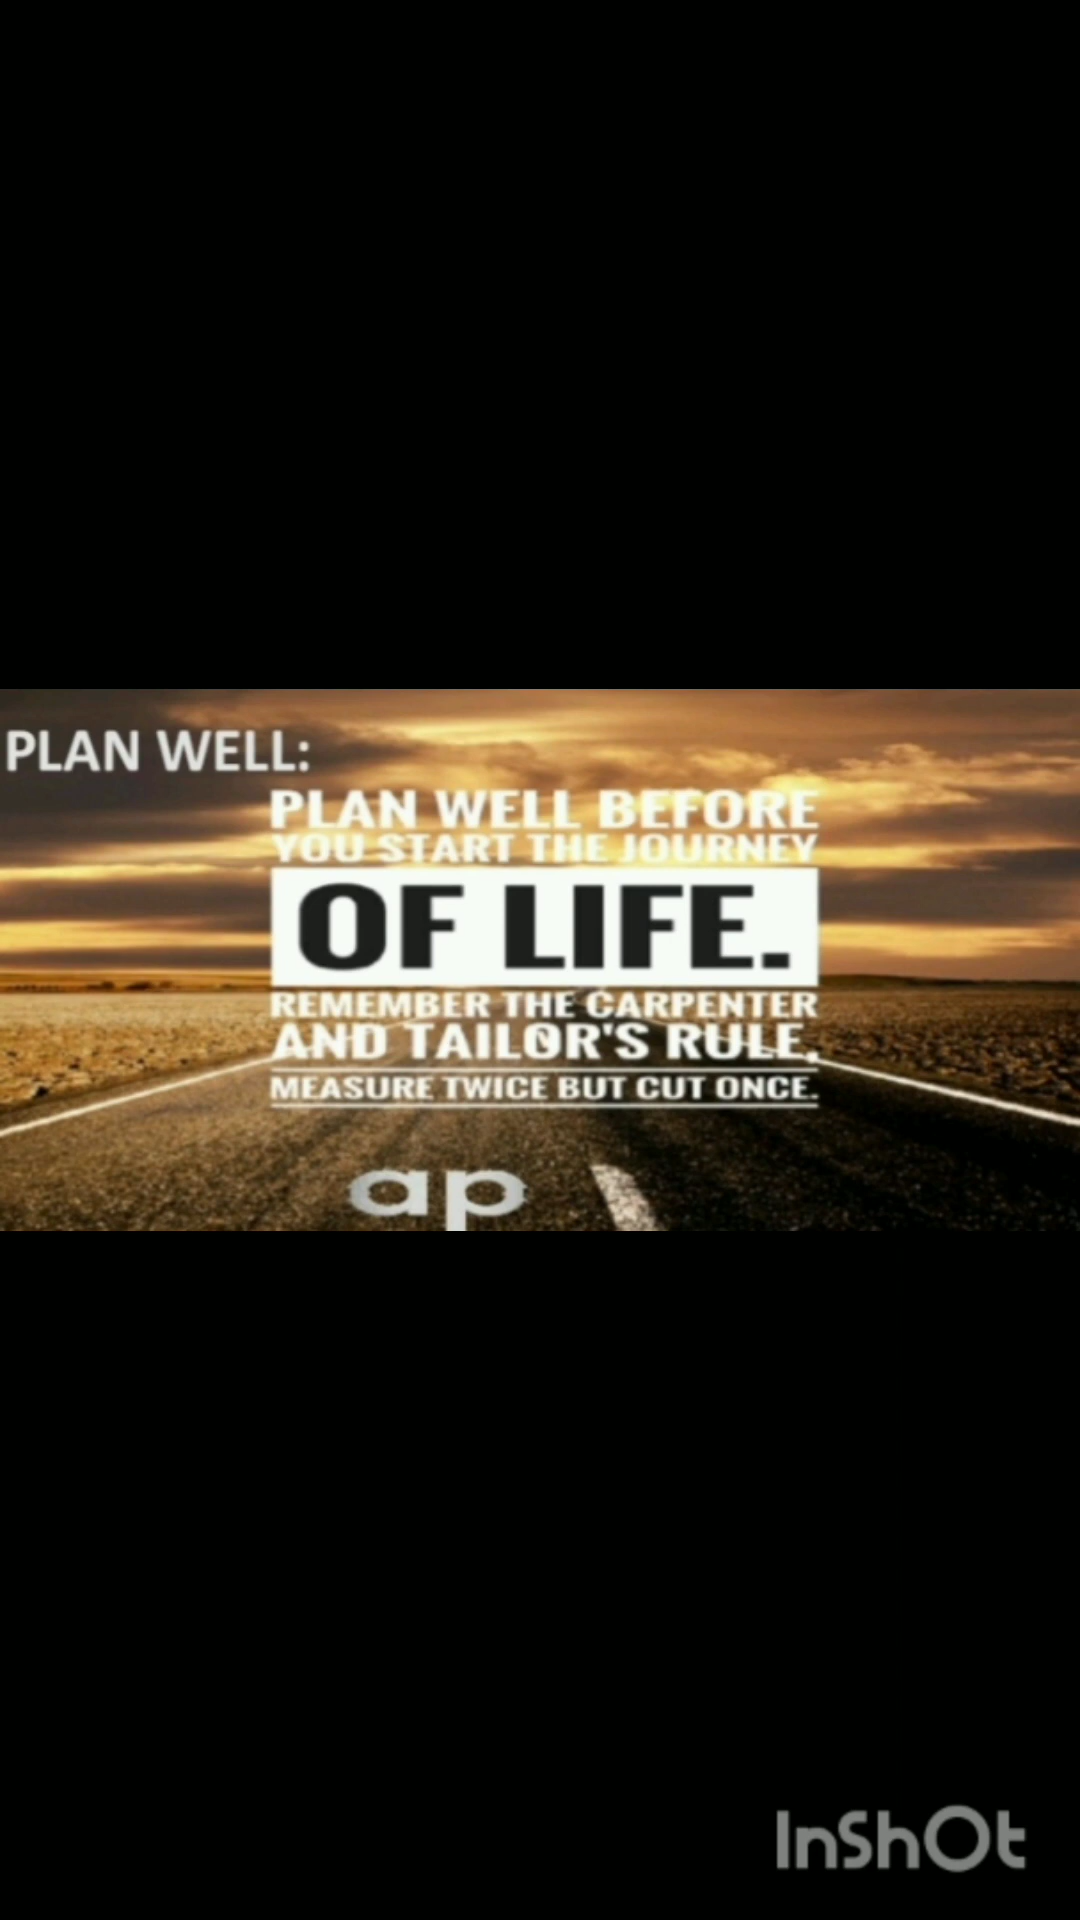 PLAN WELL:
PLAN WELL BEFORE
YOU START THE JOURNEY
OF LIFE.
REMEMBER THE CARPENTER
AND TAILOR'S RULE,
MEASURE TWICE BUT CUT ONCE.
ap
InShOt